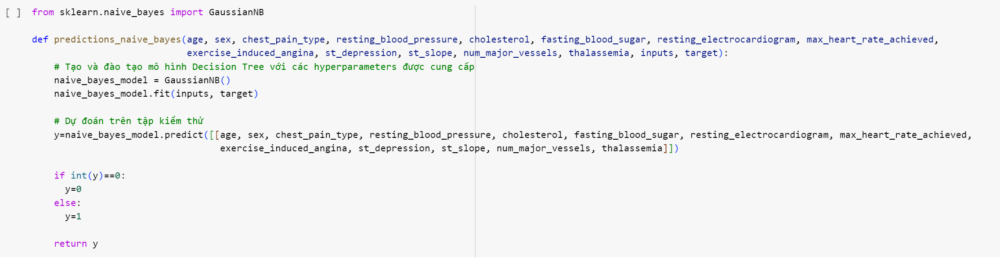 [ ] from sklearn.naive_bayes import GaussianNB
def predictions_naive_bayes(age, sex, chest_pain_type, resting_blood_pressure, cholesterol, fasting_blood_sugar, resting_electrocardiogram, max_heart_rate_achieved,
exercise_induced_angina, st_depression, st_slope, num_major_vessels, thalassemia, inputs, target):
# Tạo và đào tạo mô hình Decision Tree với các hyperparameters được cung cấp
naive_bayes_model = GaussianNB()
naive_bayes_model.fit(inputs, target)
# Dự đoán trên tập kiểm thử
y=naive_bayes_model.predict([[age, sex, chest_pain_type, resting_blood_pressure, cholesterol, fasting_blood_sugar, resting_electrocardiogram, max_heart_rate_achieved,
exercise_induced_angina, st_depression, st_slope, num_major_vessels, thalassemia]])
if int(y)==0:
y=0
else:
y=1
return y